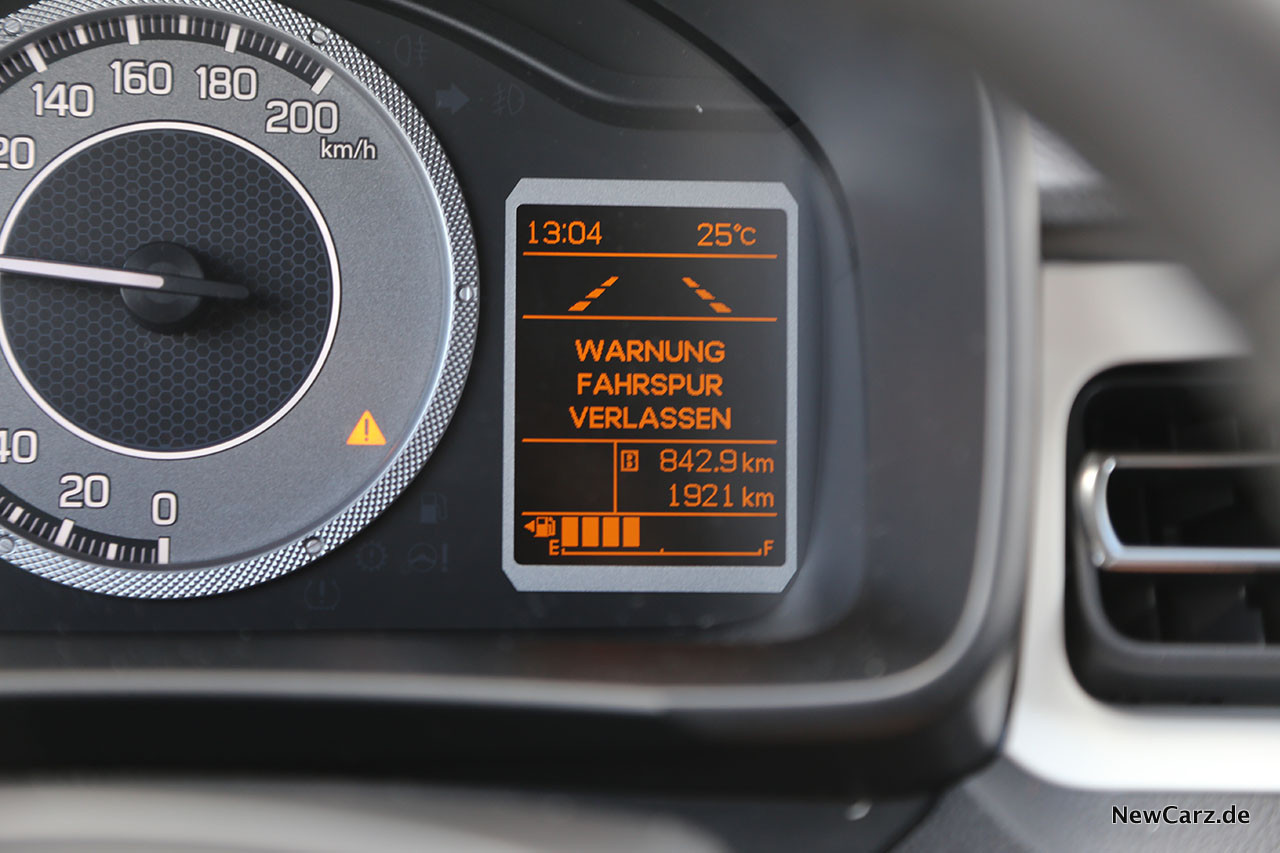 160
140
180
200
20
km/h
13:04 25°C
WARNUNG
FAHRSPUR
VERLASSEN
40
B 842.9 km
20
1921 km
0
E F
NewCarz.de